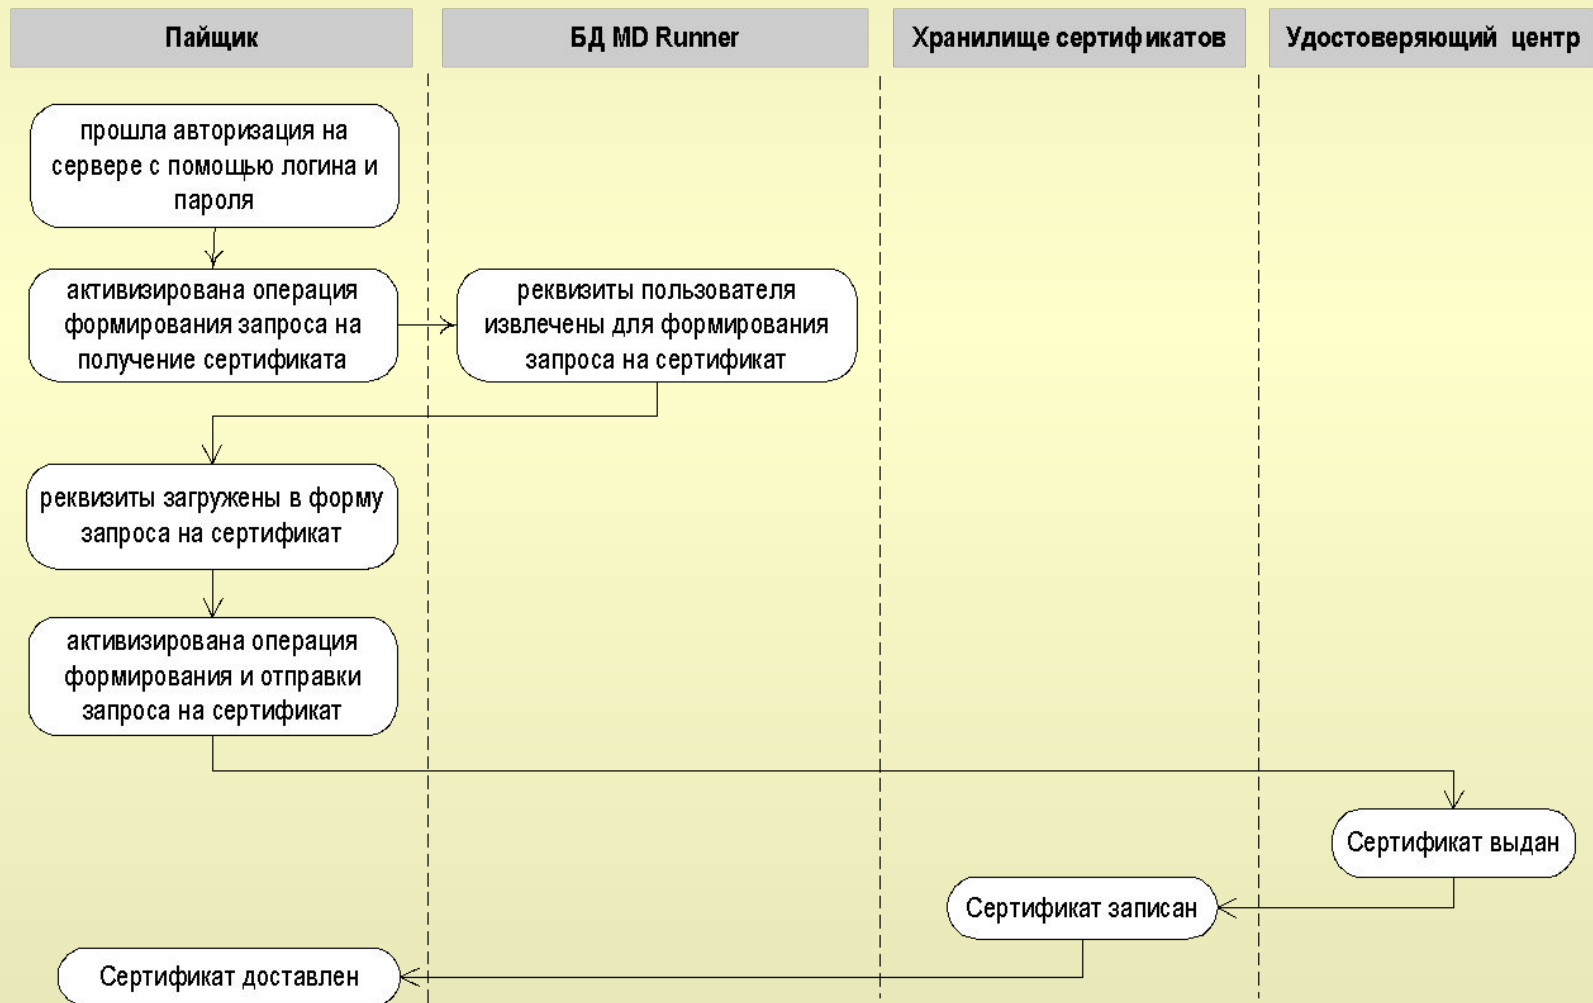 Пайщик
БД MD Runner
Хранилище сертификатов
Удостоверяющий центр
прошла авторизация на
сервере с помощью логина и
пароля
активизирована операция
формирования запроса на
получение сертификата
реквизиты пользователя
извлечены для формирования
запроса на сертификат
реквизиты загружены в форму
запроса на сертификат
активизирована операция
формирования и отправки
запроса на сертификат
Сертификат выдан
Сертификат записан
Сертификат доставлен